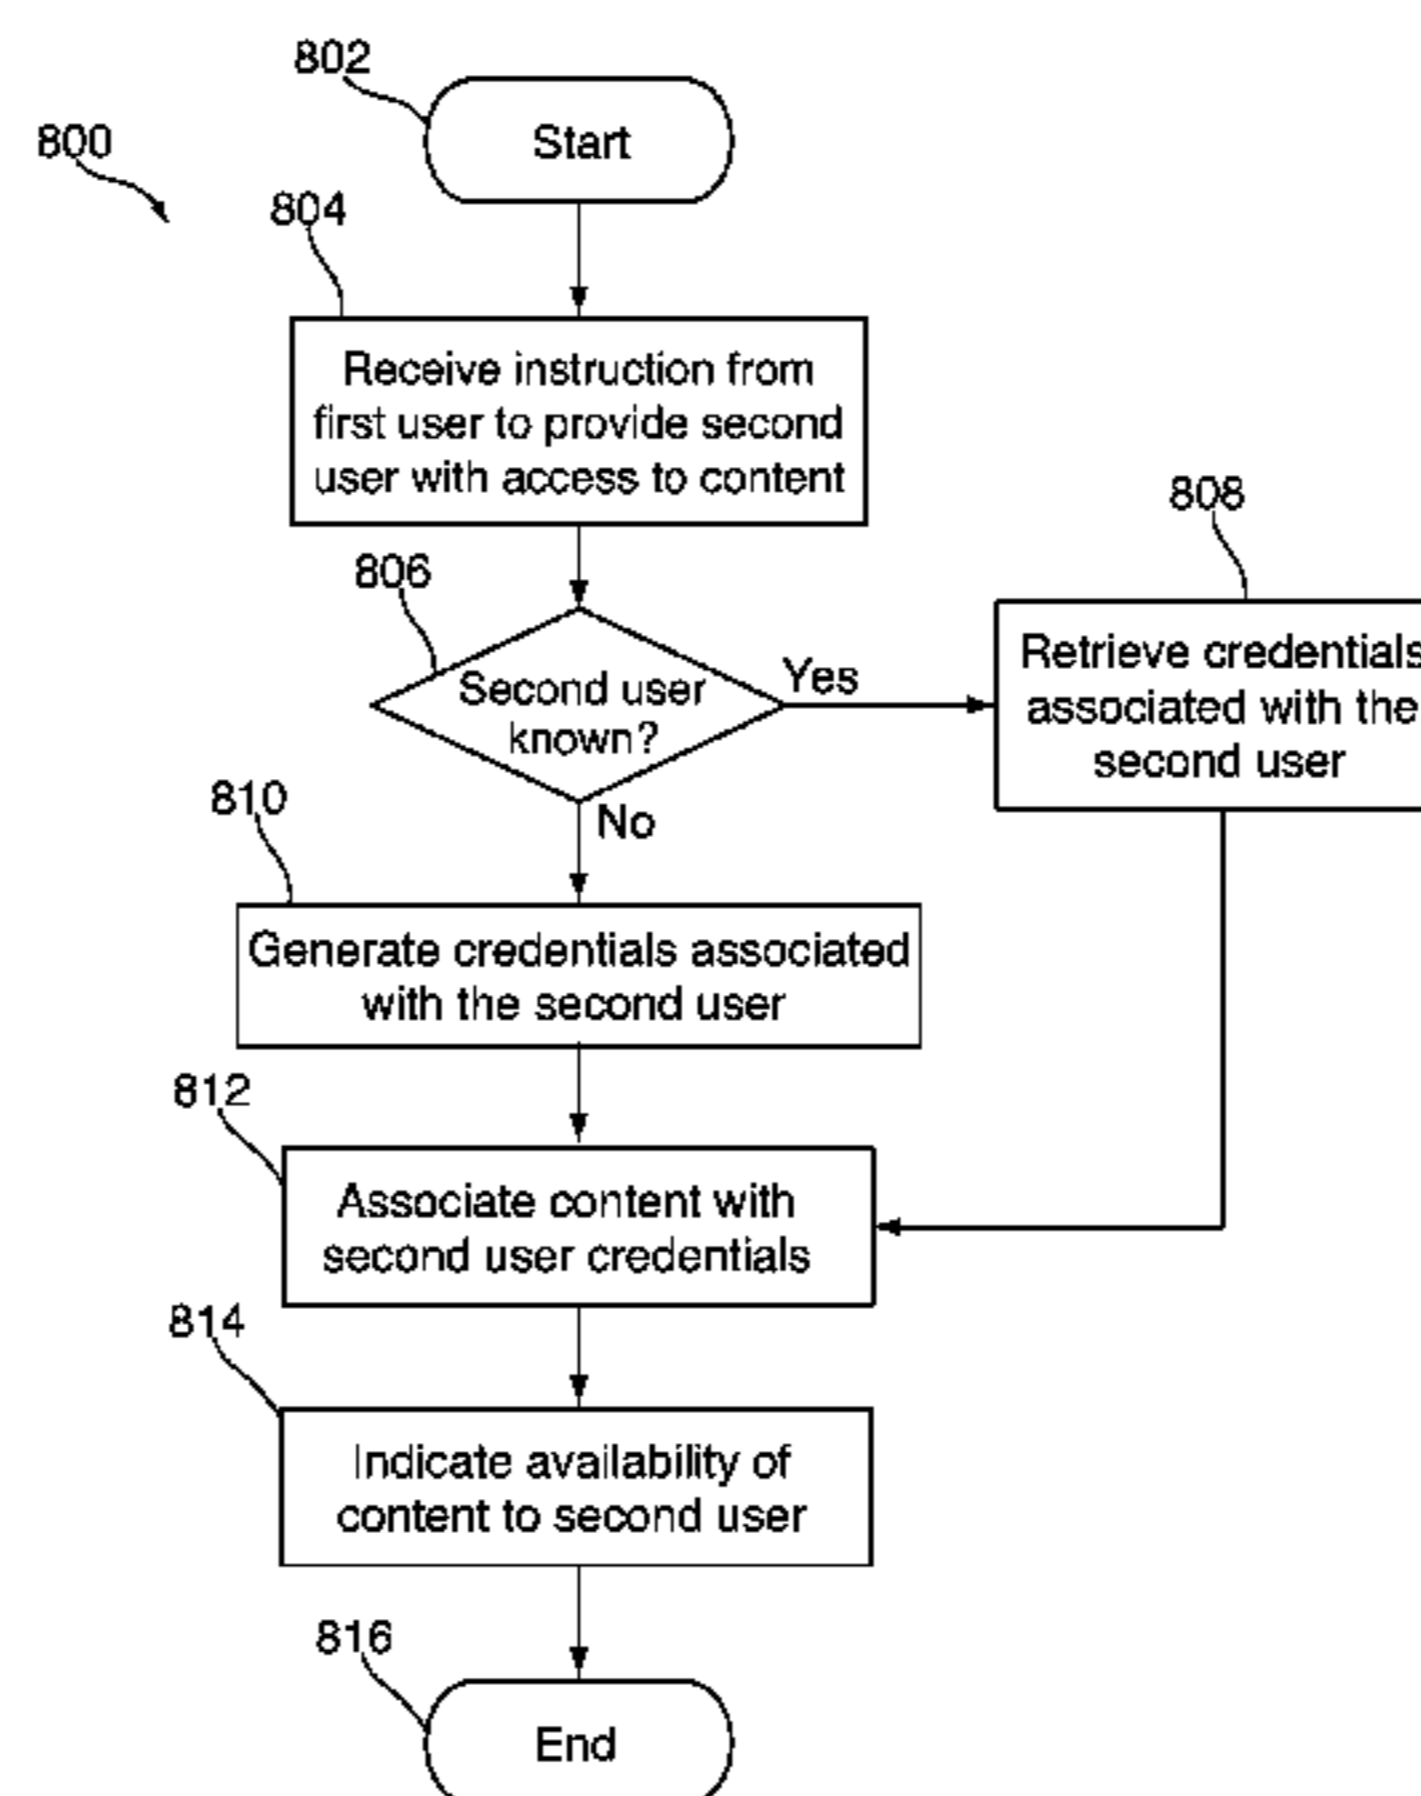 802
Start
800
804
Receive instruction from
first user to provide second
user with access to content
808
806
Retrieve credentials
associated with the
second user
Second user
known?
Yes
No
810
Generate credentials associated
with the second user
812
Associate content with
second user credentials
814
Indicate availability of
content to second user
816
End